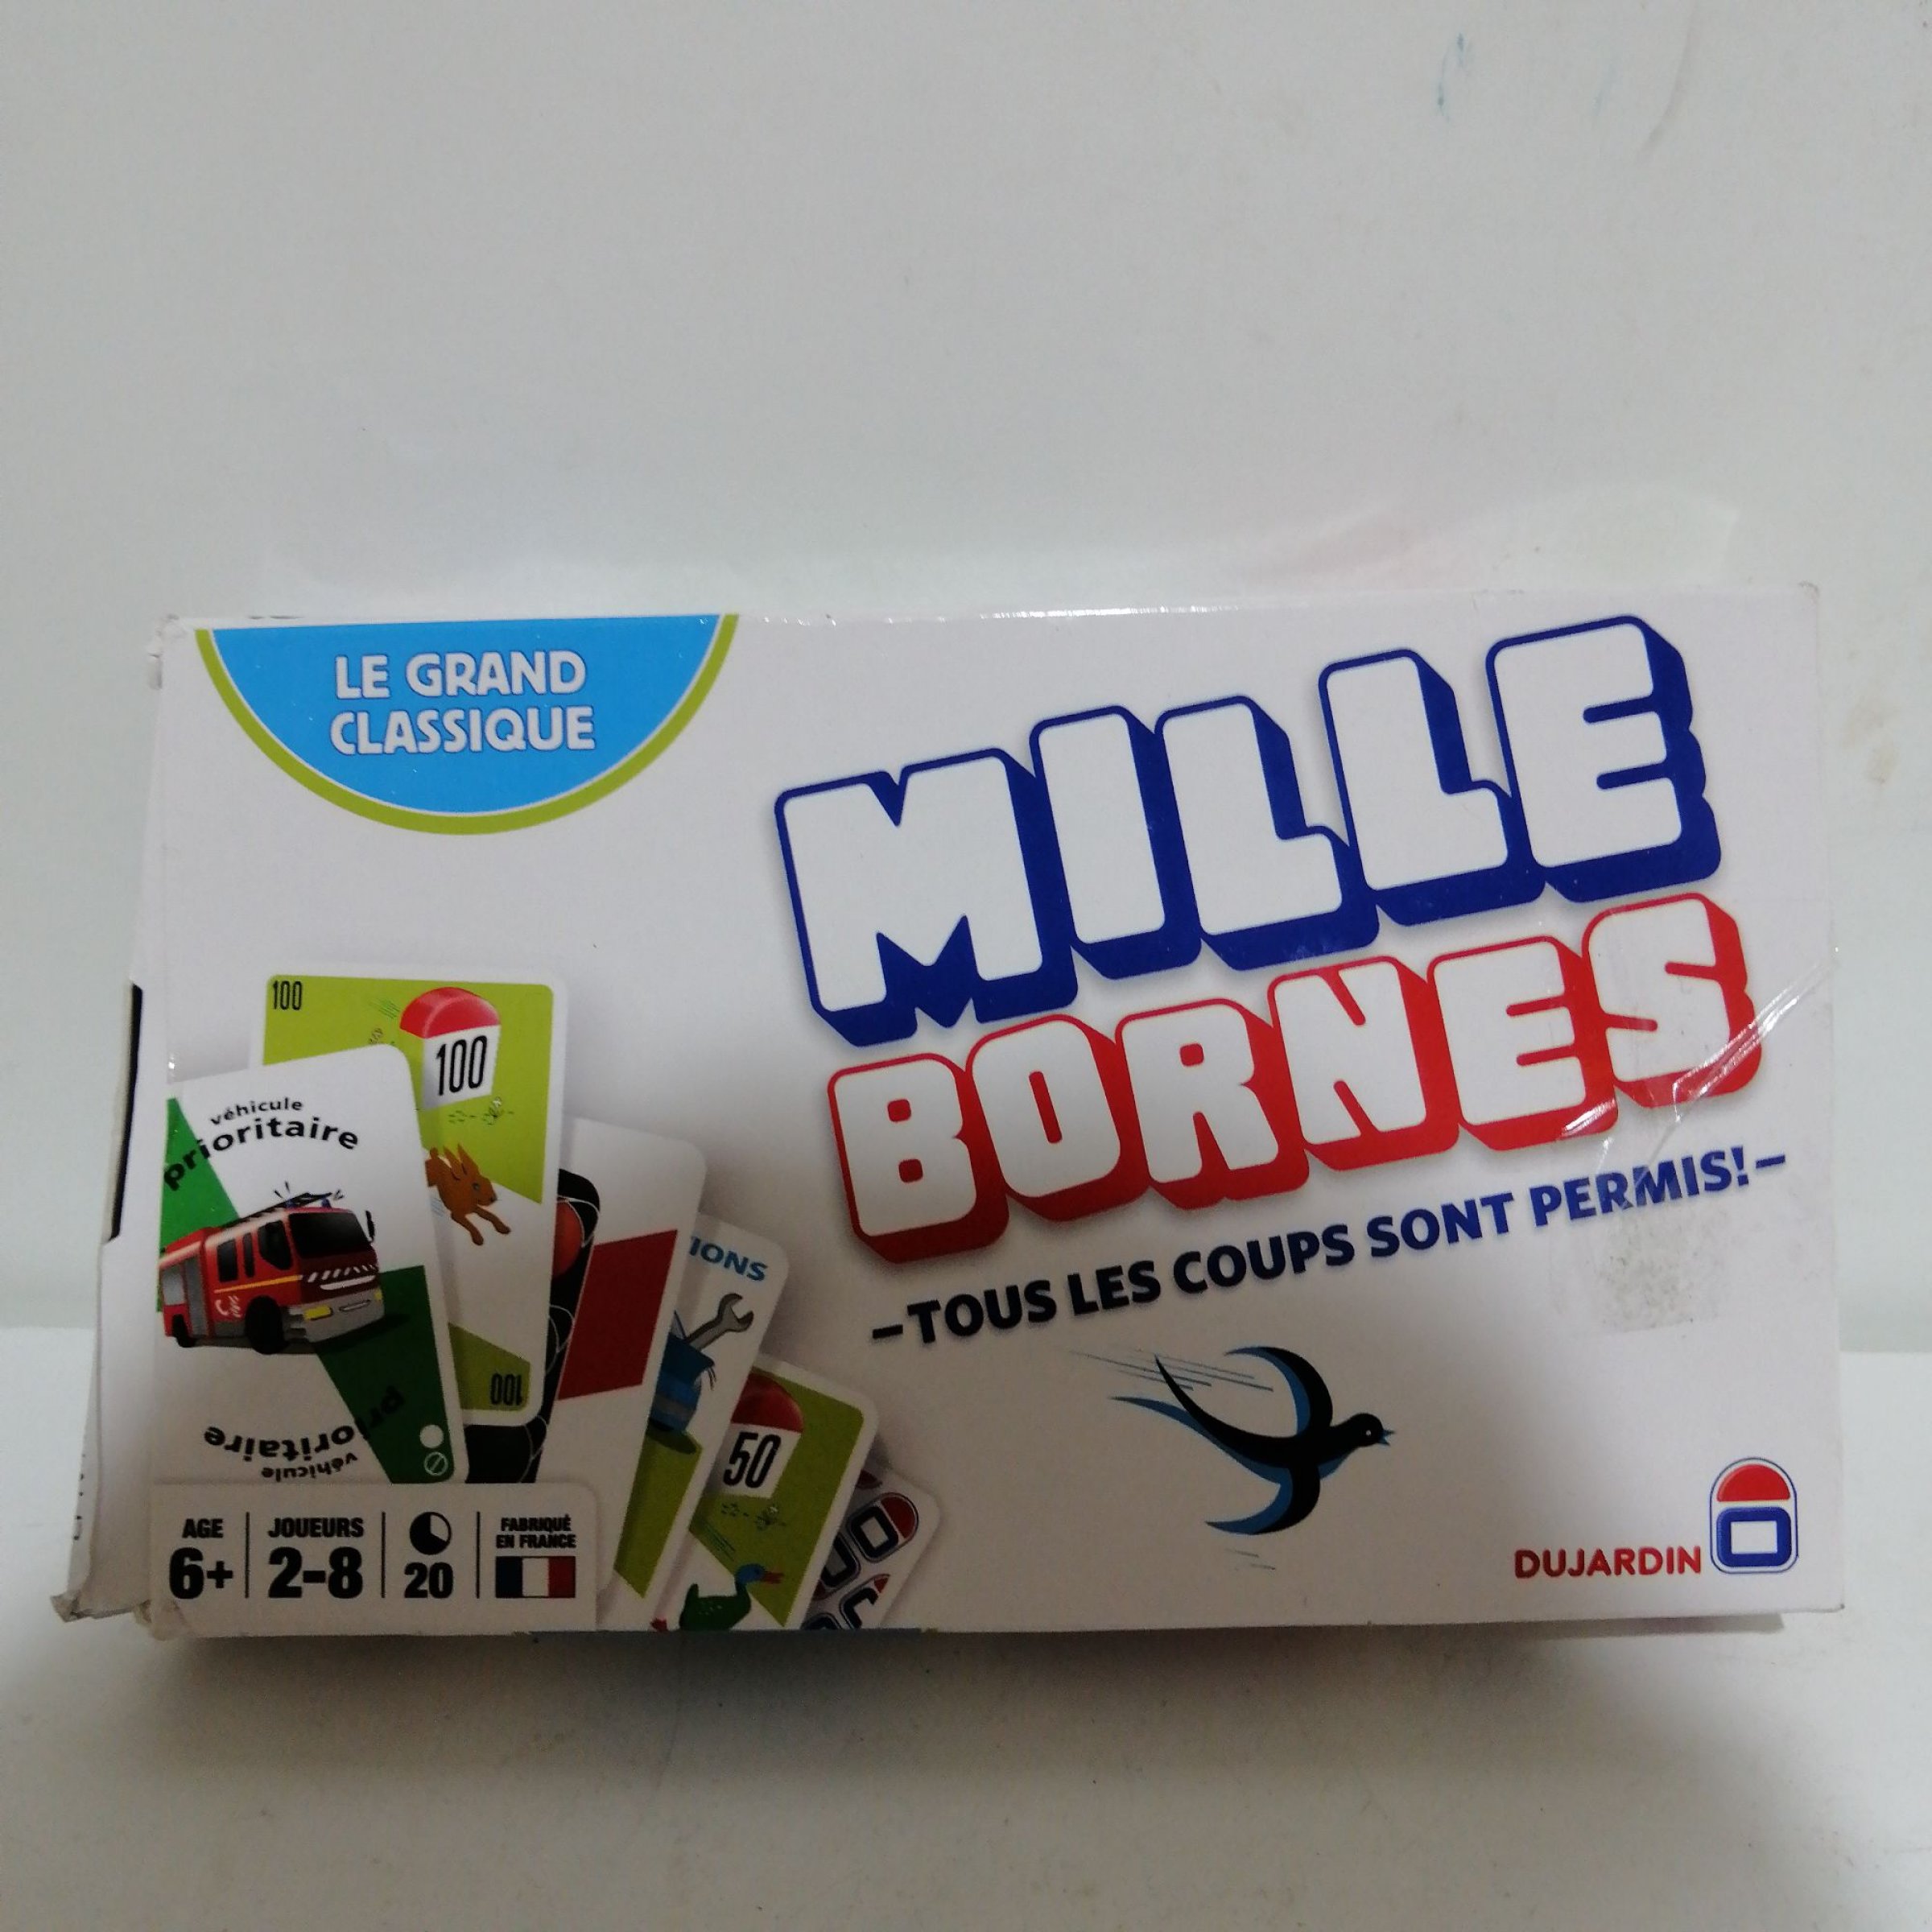 LE GRAND
CLASSIQUE
MILLE
BORNES
-TOUS LES COUPS SONT PERMIS!-
100
100
véhicule
prioritaire
100
prioritaire
véhicule
IONS
50
AGE
6+
JOUEURS
2-8
20
FABRIQUÉ
EN FRANCE
DUJARDIN